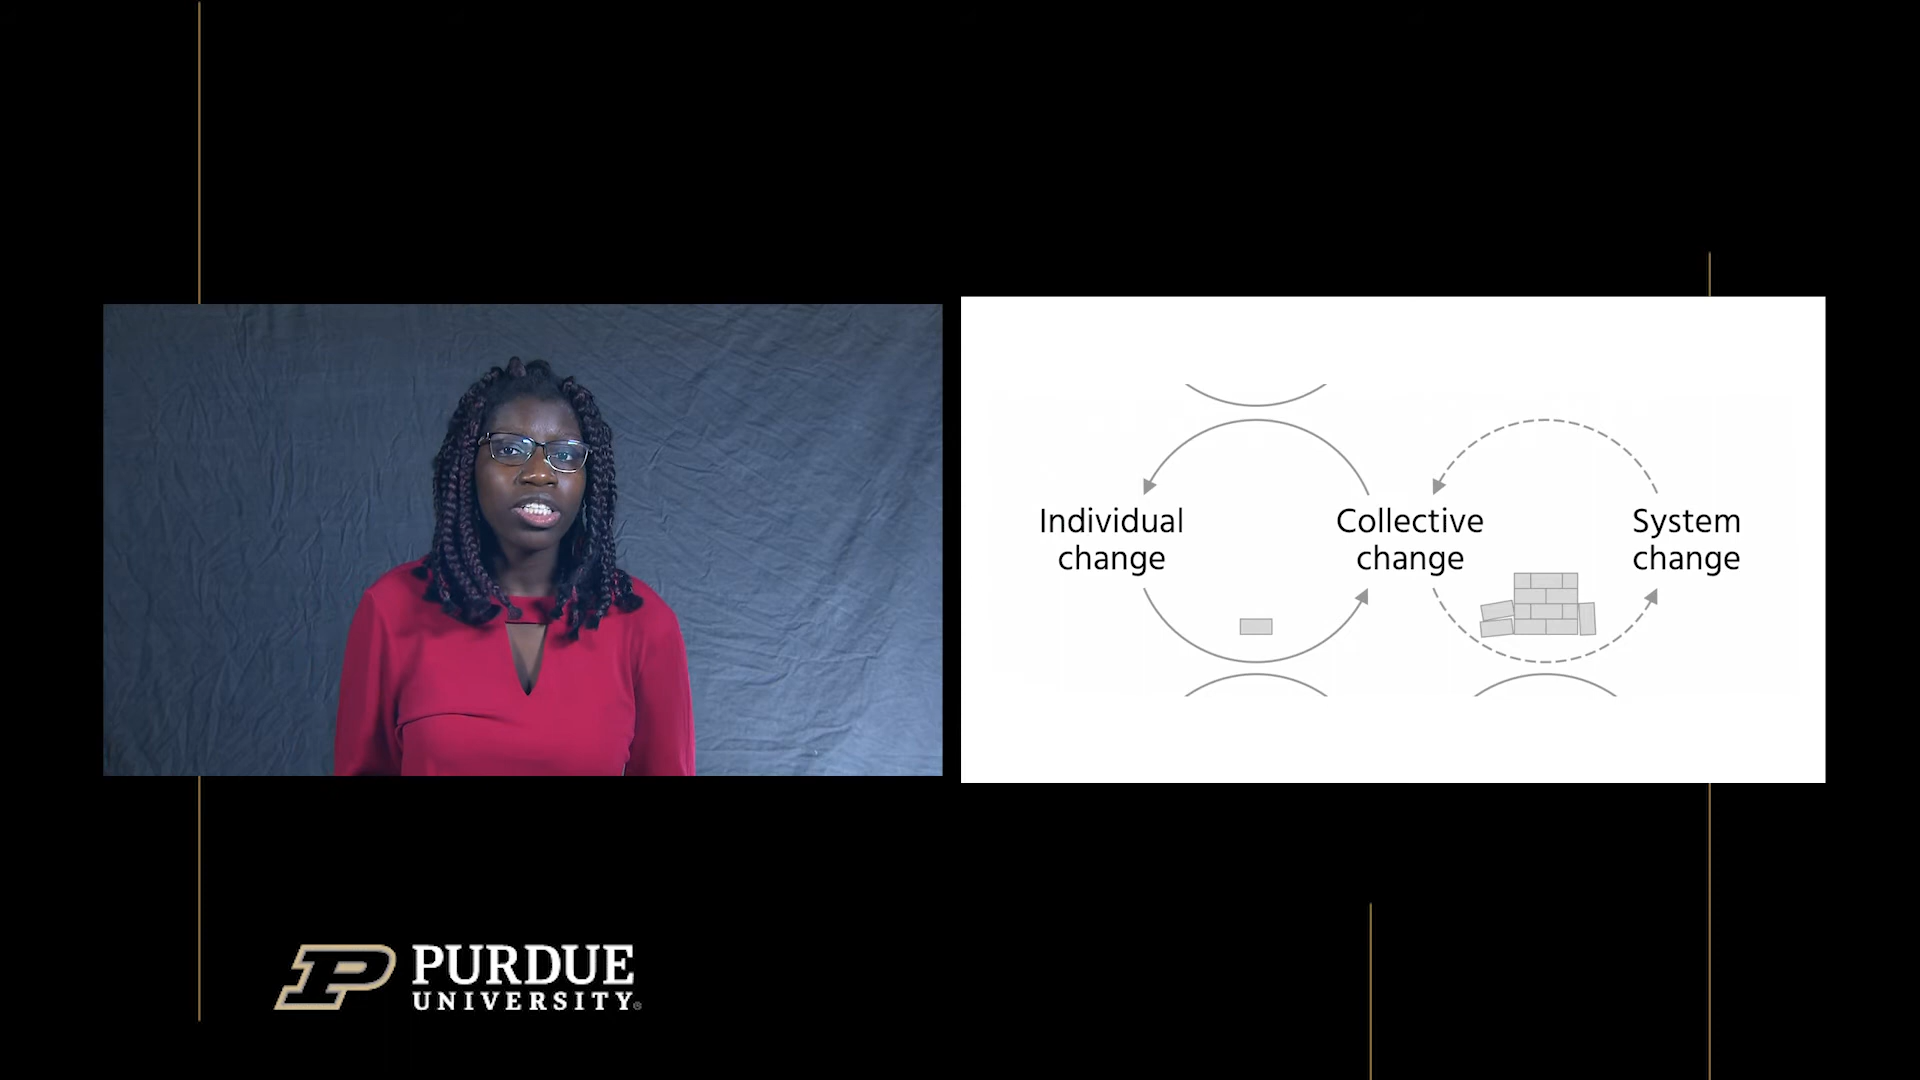 Individual
change
Collective
change
System
change
PURDUE
UNIVERSITY®